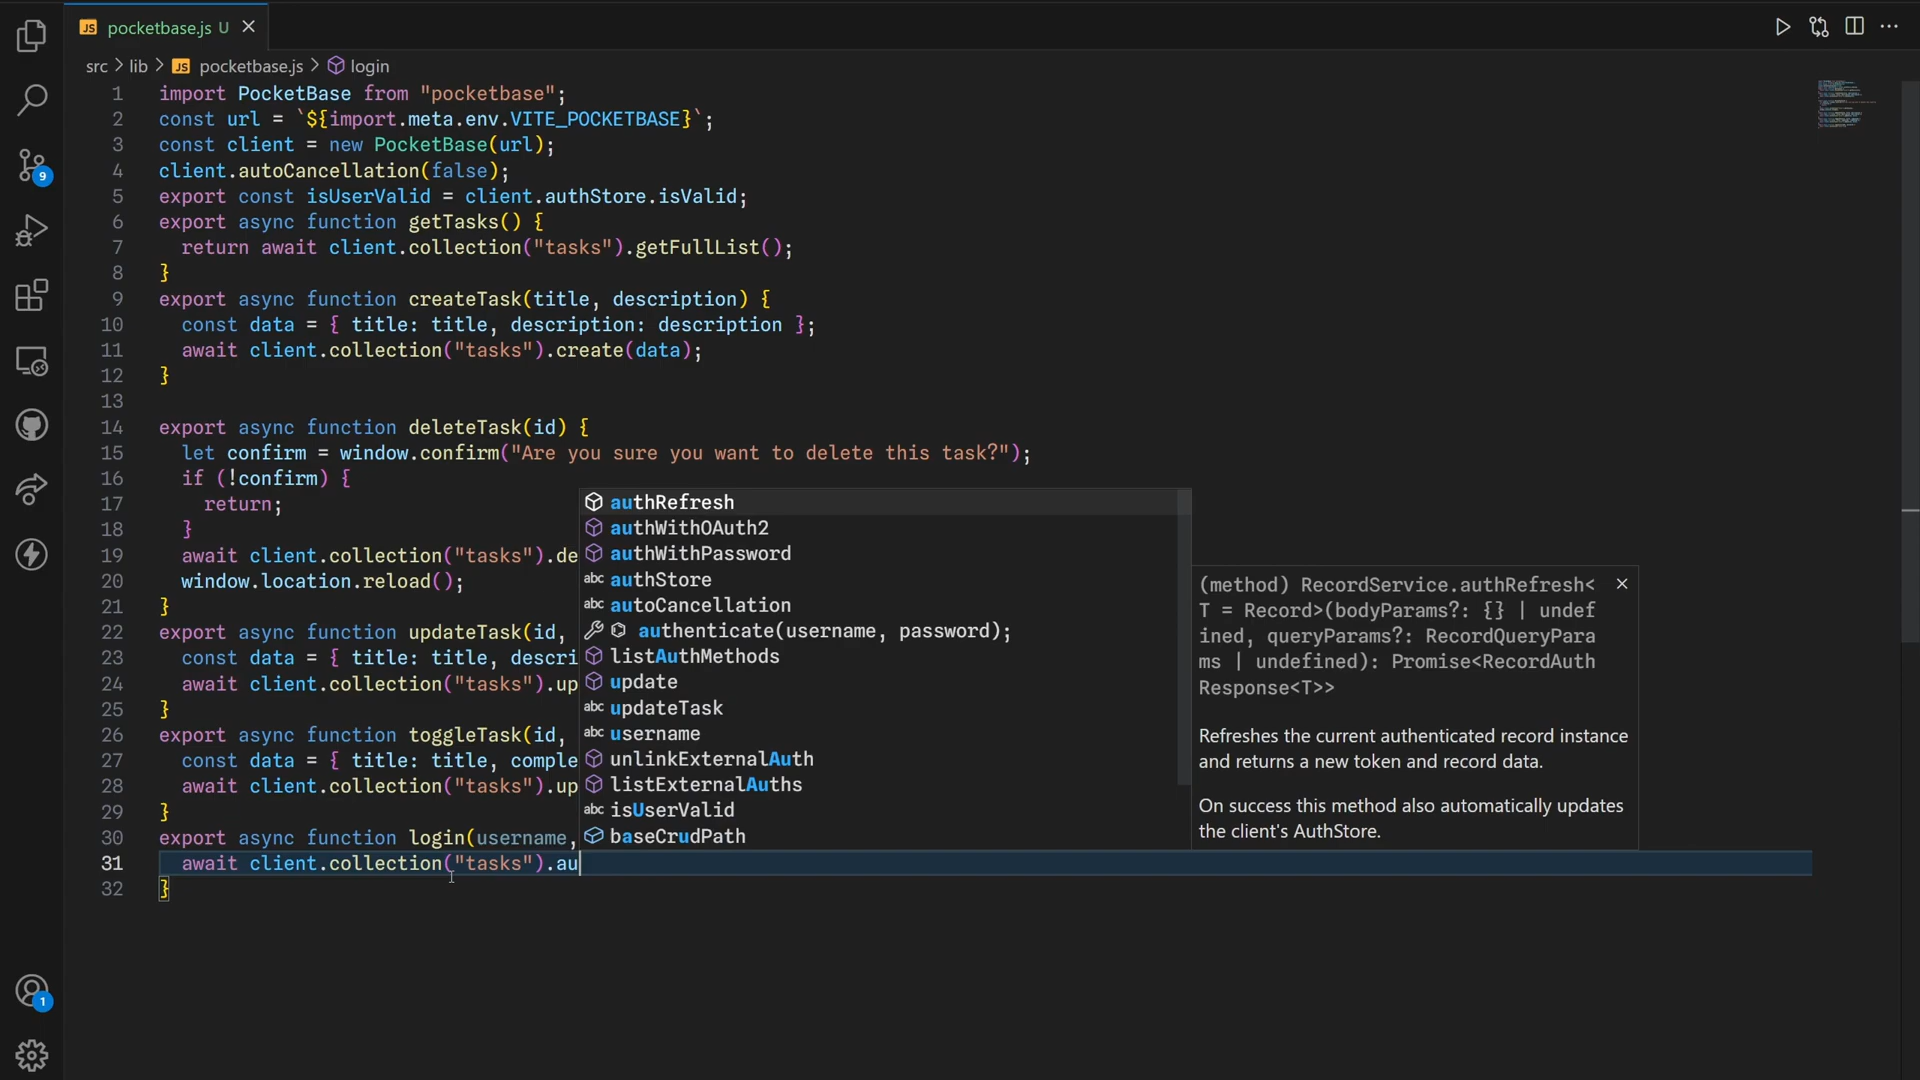 JS pocketbase.js U
src > lib > JS pocketbase.js > login
1 import PocketBase from "pocketbase";
2 const url = `${import.meta.env.VITE_POCKETBASE}`;
3 const client = new PocketBase(url);
4 client.autoCancellation(false);
5 export const isUserValid = client.authStore.isValid;
6 export async function getTasks() {
7 return await client.collection("tasks").getFullList();
8 }
9 export async function createTask(title, description) {
10 const data = { title: title, description: description };
11 await client.collection("tasks").create(data);
12 }
13
14 export async function deleteTask(id) {
15 let confirm = window.confirm("Are you sure you want to delete this task?");
16 if (!confirm) {
17 return;
18 }
19 await client.collection("tasks").de
20 window.location.reload();
21 }
22 export async function updateTask(id,
23 const data = { title: title, descri
24 await client.collection("tasks").up
25 }
26 export async function toggleTask(id,
27 const data = { title: title, comple
28 await client.collection("tasks").up
29 }
30 export async function login(username,
31 await client.collection("tasks").au
32 }
authRefresh
authWithOAuth2
authWithPassword
abc authStore
abc autoCancellation
authenticate(username, password);
listAuthMethods
update
abc updateTask
abc username
unlinkExternalAuth
listExternalAuths
abc isUserValid
baseCrudPath
(method) RecordService.authRefresh<
T = Record>(bodyParams?: {} | undef
ined, queryParams?: RecordQueryPara
ms | undefined): Promise<RecordAuth
Response<T>>
Refreshes the current authenticated record instance
and returns a new token and record data.
On success this method also automatically updates
the client's AuthStore.
9
1